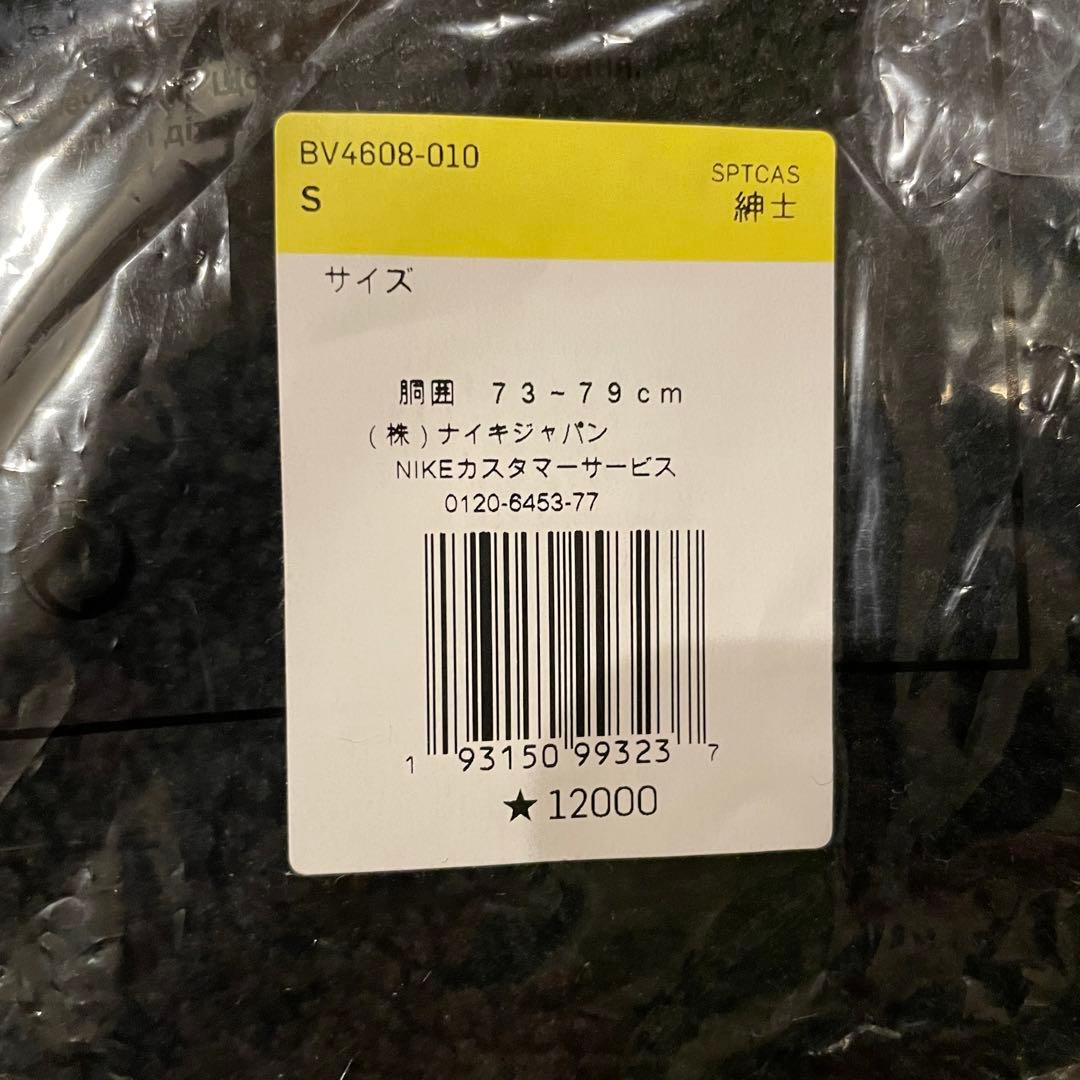 BV4608-010
S
SPTCAS
紳士
サイズ
胴囲 73~79cm
(株)ナイキジャパン
NIKEカスタマーサービス
0120-6453-77
1 93150 99323 7
★12000